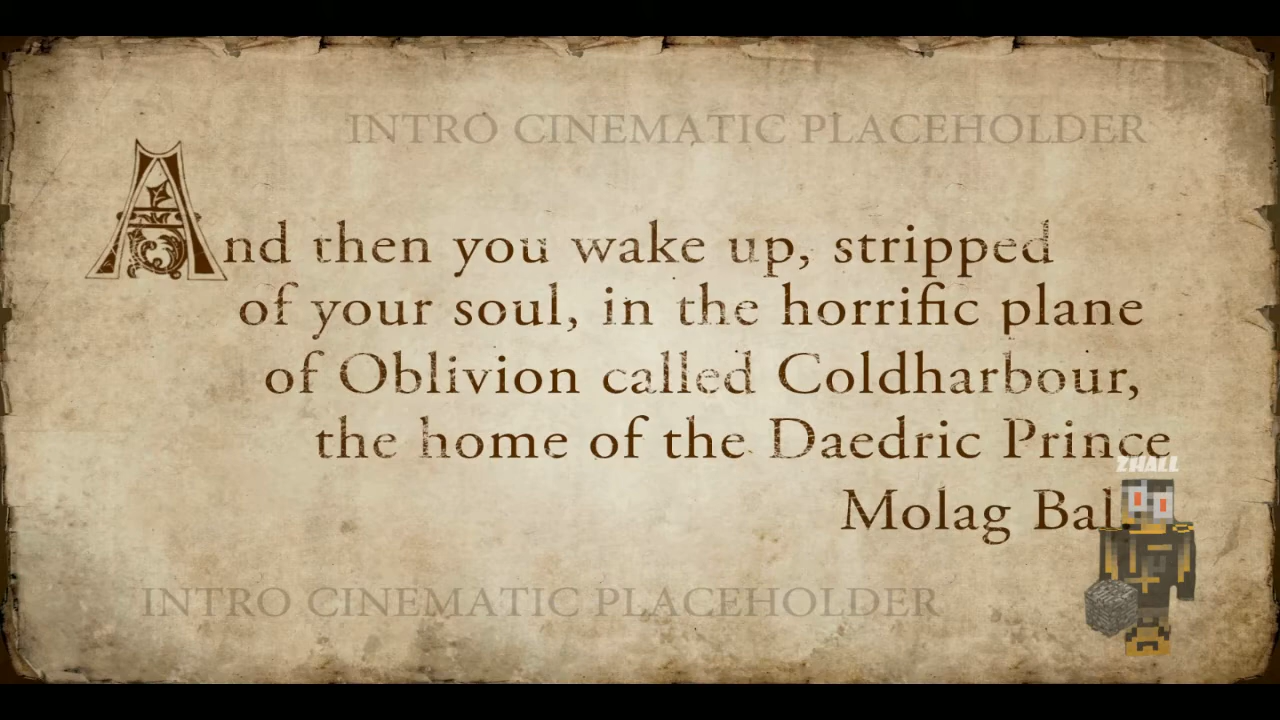 INTRO CINEMATIC PLACEHOLDER
And then you wake up, stripped
of your soul, in the horrific plane
of Oblivion called Coldharbour,
the home of the Daedric Prince
ZHALL
Molag Bal
INTRO CINEMATIC PLACEHOLDER